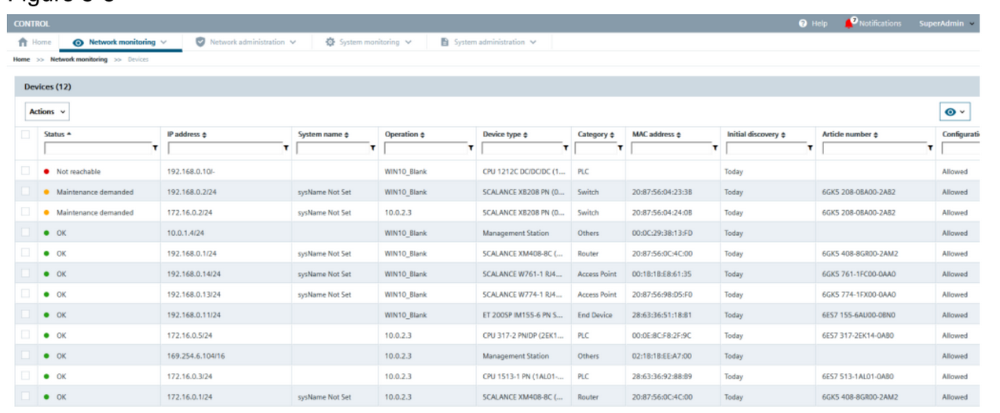 CONTROL Help 7 Notifications SuperAdmin
Home Network monitoring Network administration System monitoring System administration
Home >> Network monitoring >> Devices
Devices (12)
Actions
Status IP address System name Operation Device type Category MAC address Initial discovery Article number Configurati
Not reachable 192.168.0.10/- WIN10_Blank CPU 1212C DC/DC/DC (1... PLC Today Allowed
Maintenance demanded 192.168.0.2/24 sysName Not Set WIN10_Blank SCALANCE XB208 PN (0... Switch 20:87:56:04:23:38 Today 6GK5 208-0BA00-2AB2 Allowed
Maintenance demanded 172.16.0.2/24 sysName Not Set 10.0.2.3 SCALANCE XB208 PN (0... Switch 20:87:56:04:24:08 Today 6GK5 208-0BA00-2AB2 Allowed
OK 10.0.1.4/24 WIN10_Blank Management Station Others 00:0C:29:38:13:FD Today Allowed
OK 192.168.0.1/24 sysName Not Set WIN10_Blank SCALANCE XM408-8C (... Router 20:87:56:0C:4C:00 Today 6GK5 408-8GR00-2AM2 Allowed
OK 192.168.0.14/24 sysName Not Set WIN10_Blank SCALANCE W761-1 RJ4... Access Point 00:1B:1B:E8:61:35 Today 6GK5 761-1FC00-0AA0 Allowed
OK 192.168.0.13/24 sysName Not Set WIN10_Blank SCALANCE W774-1 RJ4... Access Point 20:87:56:98:D5:F0 Today 6GK5 774-1FX00-0AA0 Allowed
OK 192.168.0.11/24 WIN10_Blank ET 200SP IM155-6 PN S... End Device 28:63:36:51:18:81 Today 6ES7 155-6AU00-0BN0 Allowed
OK 172.16.0.5/24 10.0.2.3 CPU 317-2 PN/DP (2EK1... PLC 00:0E:8C:F8:2F:9C Today 6ES7 317-2EK14-0AB0 Allowed
OK 169.254.6.104/16 10.0.2.3 Management Station Others 02:1B:1B:EE:A7:00 Today Allowed
OK 172.16.0.3/24 10.0.2.3 CPU 1513-1 PN (1AL01-... PLC 28:63:36:92:88:89 Today 6ES7 513-1AL01-0AB0 Allowed
OK 172.16.0.1/24 sysName Not Set 10.0.2.3 SCALANCE XM408-8C (... Router 20:87:56:0C:4C:00 Today 6GK5 408-8GR00-2AM2 Allowed